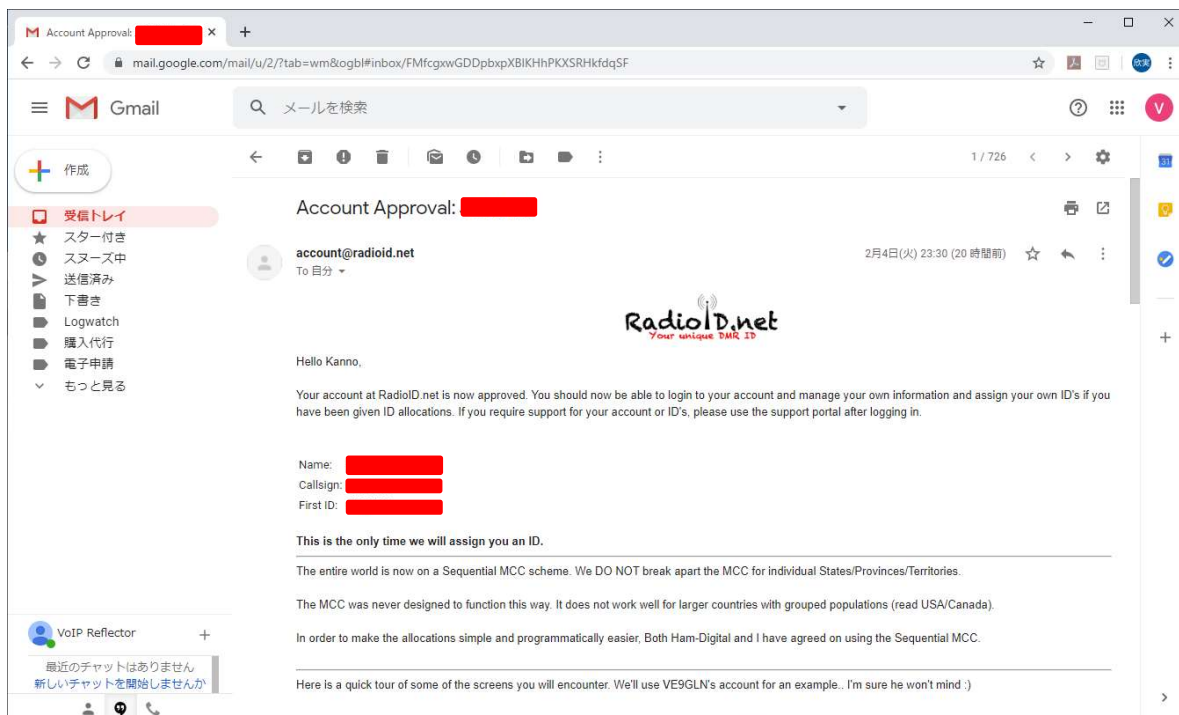 Account Approval:
mail.google.com/mail/u/2/?tab=wm&ogbl#inbox/FMfcgxwGDDpbxpXBlKHhPKXSRHkfdqSF
欣実
Gmail
メールを検索
V
作成
1 / 726
31
受信トレイ
スター付き
スヌーズ中
送信済み
下書き
Logwatch
購入代行
電子申請
もっと見る
Account Approval:
account@radioid.net
2月4日(火) 23:30 (20 時間前)
To 自分
RadioID.net
Your unique DMR ID
Hello Kanno,
Your account at RadioID.net is now approved. You should now be able to login to your account and manage your own information and assign your own ID's if you
have been given ID allocations. If you require support for your account or ID's, please use the support portal after logging in.
Name:
Callsign:
First ID:
This is the only time we will assign you an ID.
The entire world is now on a Sequential MCC scheme. We DO NOT break apart the MCC for individual States/Provinces/Territories.
The MCC was never designed to function this way. It does not work well for larger countries with grouped populations (read USA/Canada).
In order to make the allocations simple and programmatically easier, Both Ham-Digital and I have agreed on using the Sequential MCC.
Here is a quick tour of some of the screens you will encounter. We'll use VE9GLN's account for an example.. I'm sure he won't mind :)
VoIP Reflector
最近のチャットはありません
新しいチャットを開始しませんか